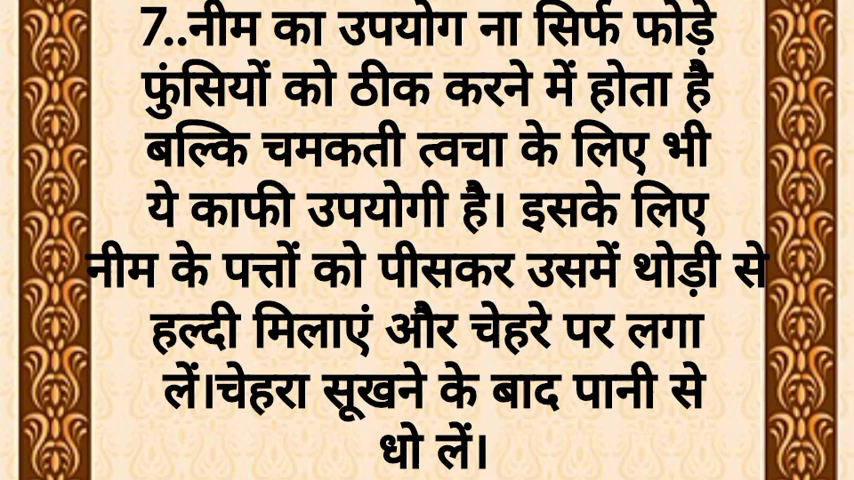 7..नीम का उपयोग ना सिर्फ फोड़े
फुंसियों को ठीक करने में होता है
बल्कि चमकती त्वचा के लिए भी
ये काफी उपयोगी है। इसके लिए
नीम के पत्तों को पीसकर उसमें थोड़ी से
हल्दी मिलाएं और चेहरे पर लगा
लें।चेहरा सूखने के बाद पानी से
धो लें।